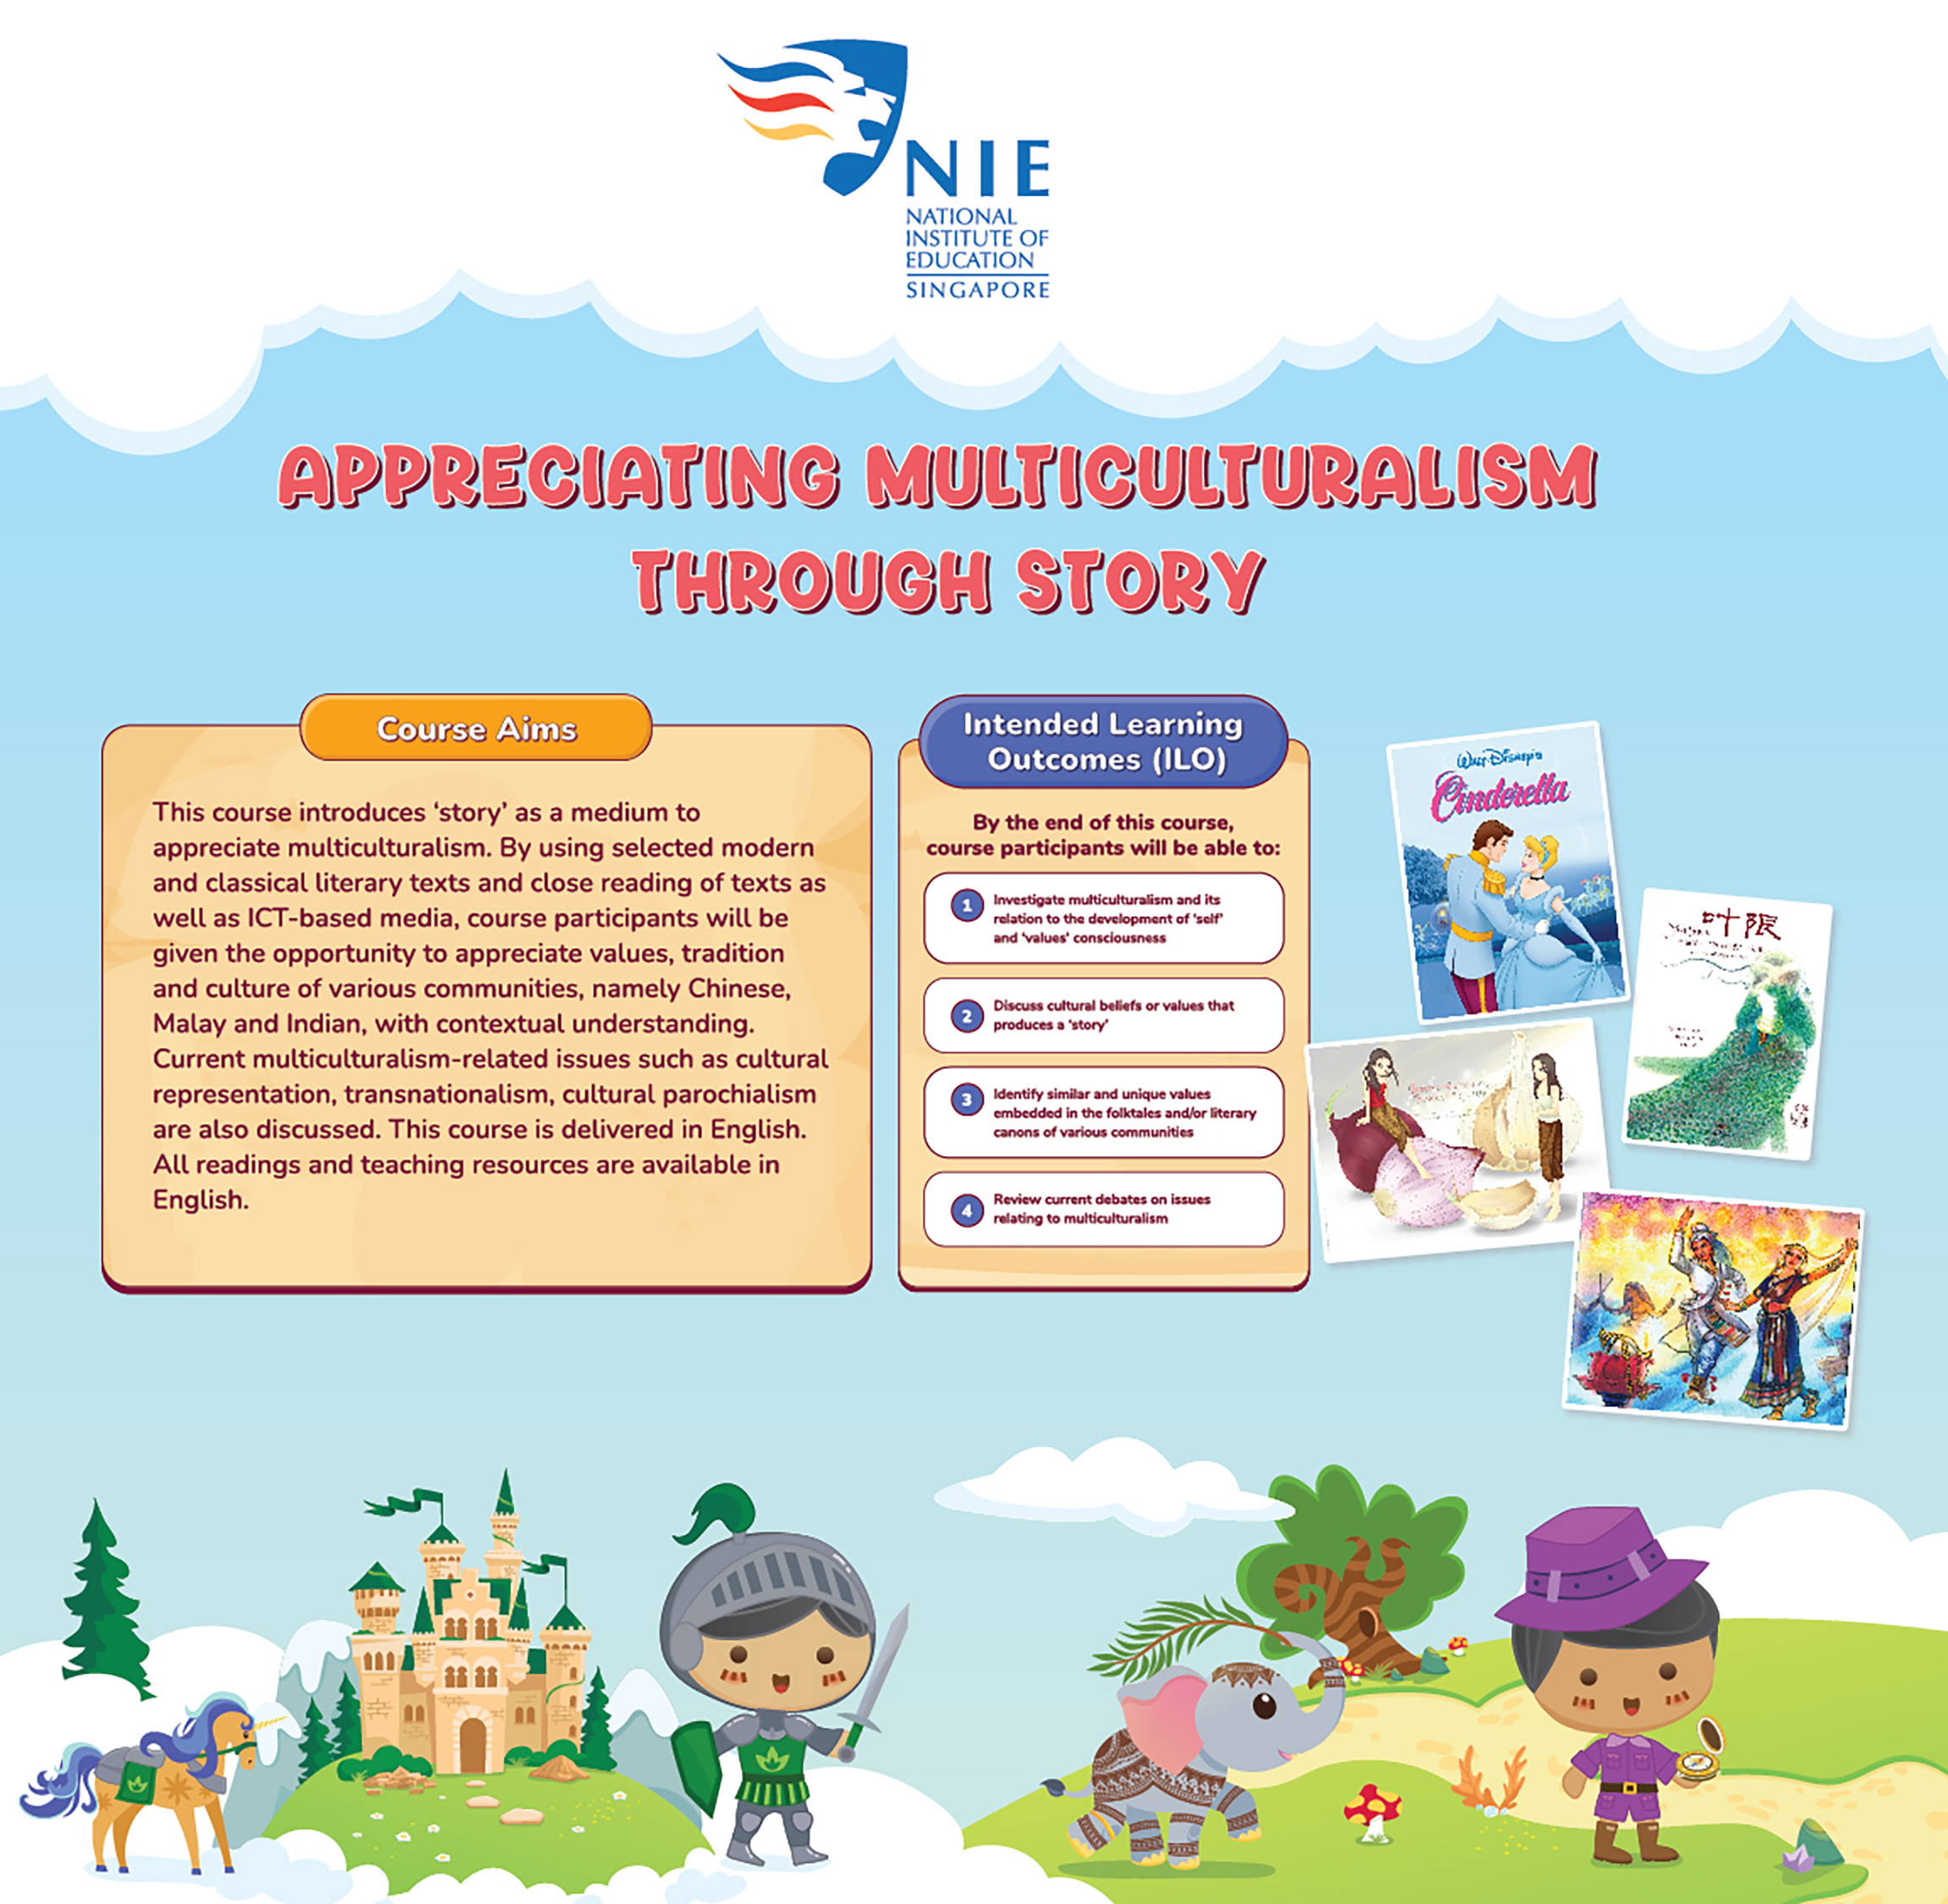 NIE
NATIONAL
INSTITUTE OF
EDUCATION
SINGAPORE
APPRECIATING MULTICULTURALISM
THROUGH STORY
Course Aims
This course introduces ‘story’ as a medium to
appreciate multiculturalism. By using selected modern
and classical literary texts and close reading of texts as
well as ICT-based media, course participants will be
given the opportunity to appreciate values, tradition
and culture of various communities, namely Chinese,
Malay and Indian, with contextual understanding.
Current multiculturalism-related issues such as cultural
representation, transnationalism, cultural parochialism
are also discussed. This course is delivered in English.
All readings and teaching resources are available in
English.
Intended Learning
Outcomes (ILO)
By the end of this course,
course participants will be able to:
1
Investigate multiculturalism and its
relation to the development of ‘self’
and ‘values’ consciousness
2
Discuss cultural beliefs or values that
produces a ‘story’
3
Identify similar and unique values
embedded in the folktales and/or literary
canons of various communities
4
Review current debates on issues
relating to multiculturalism
Walt Disney's
Cinderella
叶限